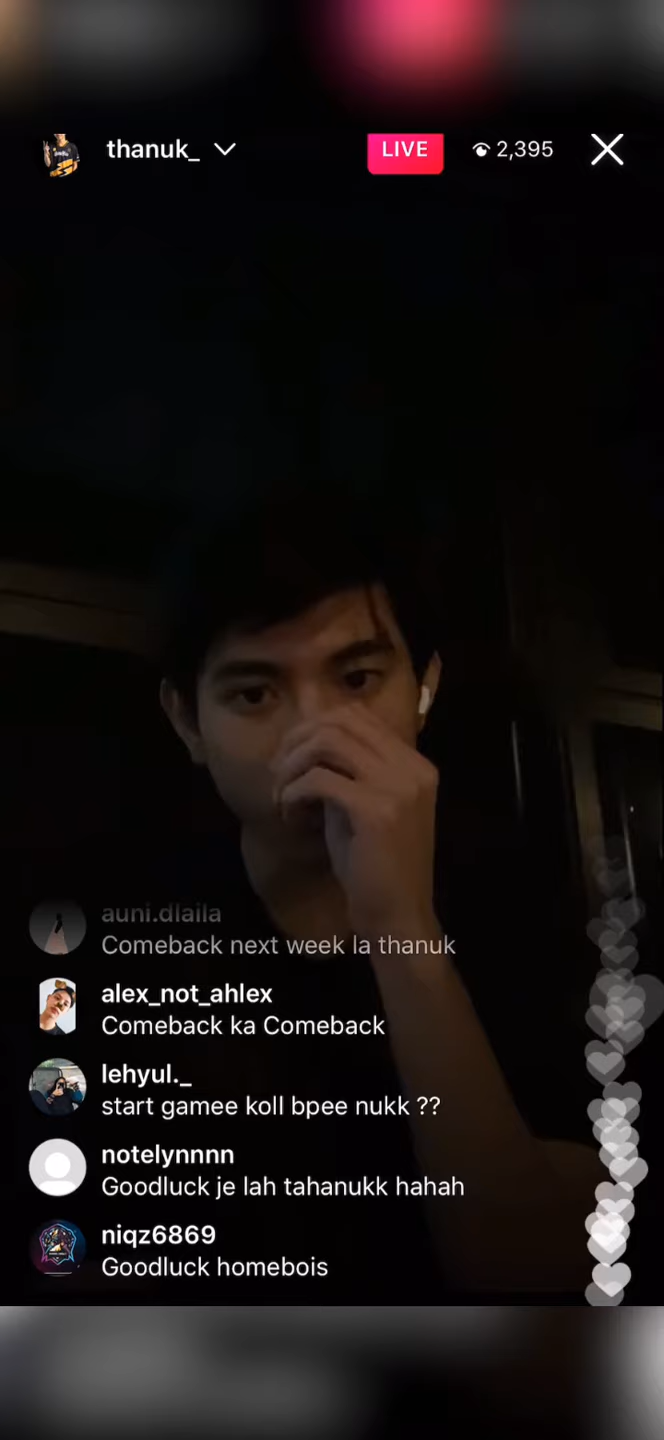 thanuk_
LIVE
2,395
auni.dlaila
Comeback next week la thanuk
alex_not_ahlex
Comeback ka Comeback
lehyul._
start gamee koll bpee nukk ??
notelynnnn
Goodluck je lah tahanukk hahah
niqz6869
Goodluck homebois